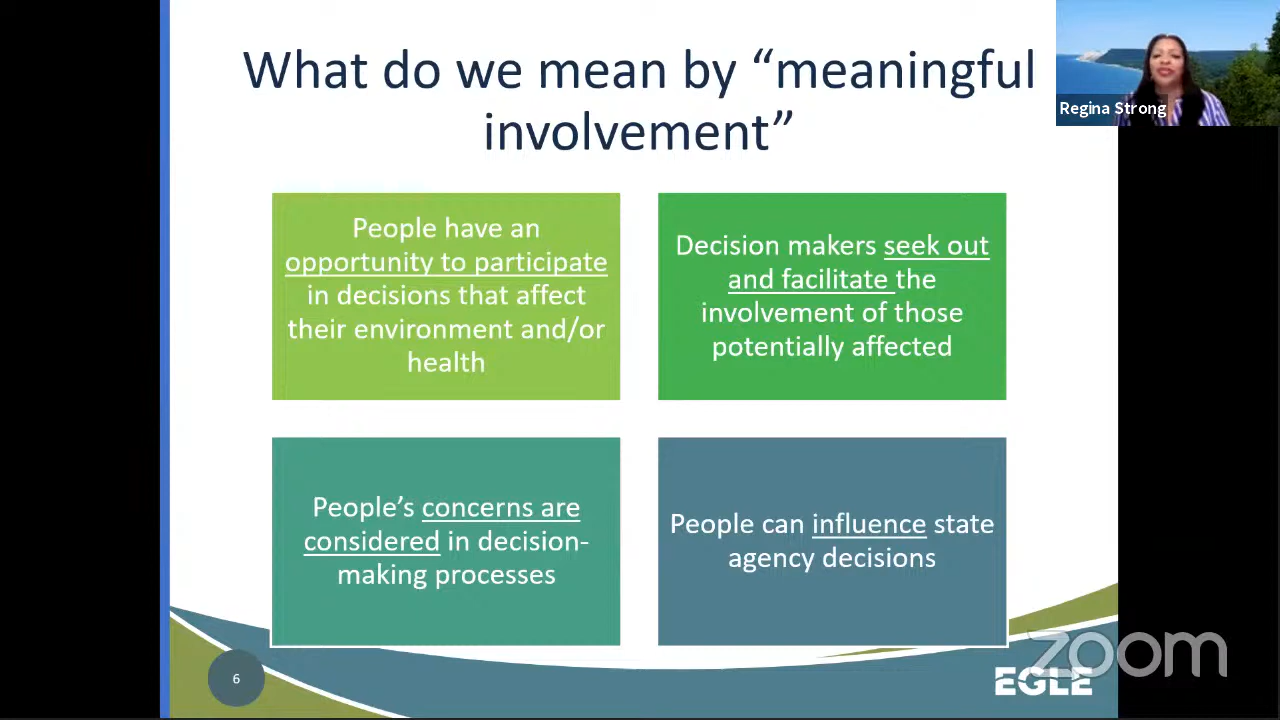 What do we mean by “meaningful
involvement”
Regina Strong
People have an
opportunity to participate
in decisions that affect
their environment and/or
health
Decision makers seek out
and facilitate the
involvement of those
potentially affected
People’s concerns are
considered in decision-
making processes
People can influence state
agency decisions
6
EGLE
zoom